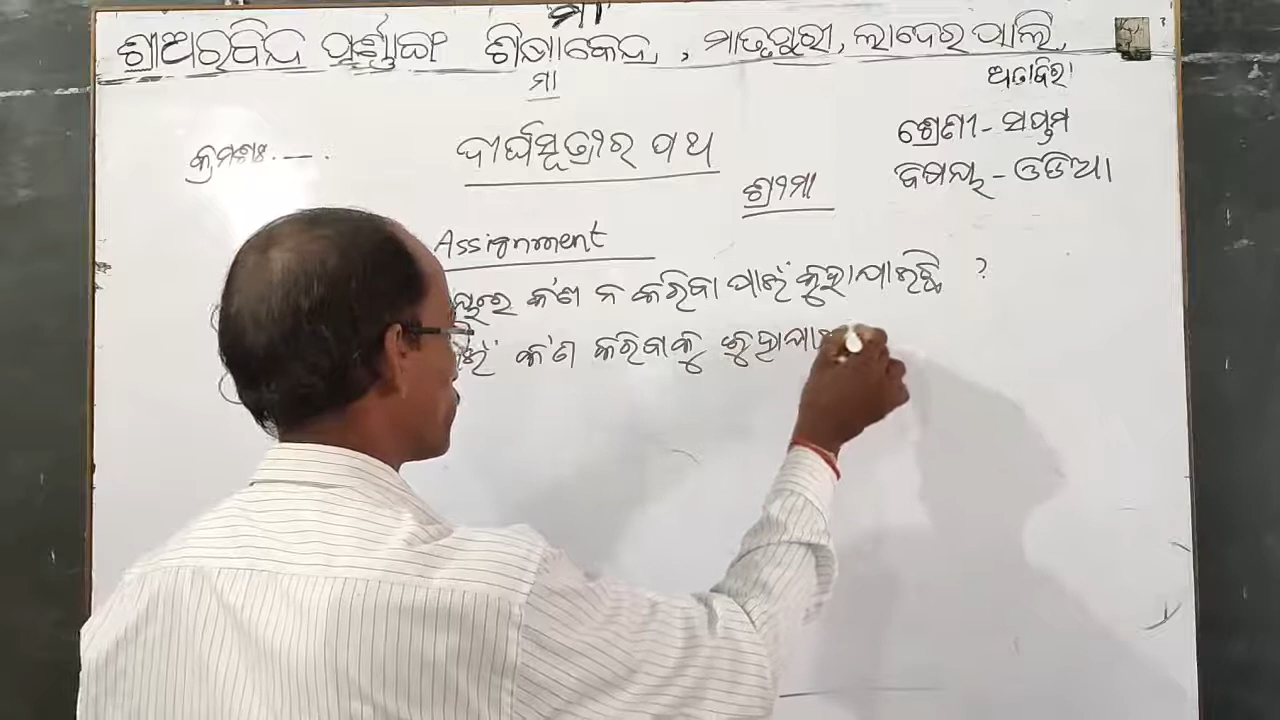 ମା
ଶ୍ରୀଅରବିନ୍ଦ ପୂର୍ଣ୍ଣାଙ୍ଗ ଶିକ୍ଷାକେନ୍ଦ୍ର, ମାତୃପୁରୀ, ଲାଦେରପାଲି,
ମା
ଅତାବିରା
କ୍ରମଶଃ.—.
ଦୀର୍ଘସୂତ୍ରୀର ପଥ
ଶ୍ରେଣୀ - ସପ୍ତମ
ବିଷୟ - ଓଡିଆ
ଶ୍ରୀମା
Assignment
କ'ଣ ନ କରିବା ପାଇଁ କୁହାଯାଇଛି ?
କ'ଣ କରିବାକୁ